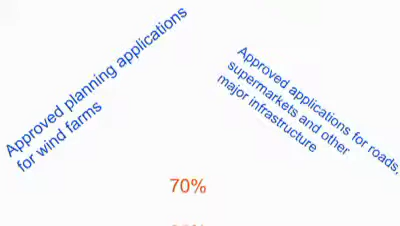 Approved planning applications
for wind farms
Approved applications for roads,
supermarkets and other
major infrastructure
70%